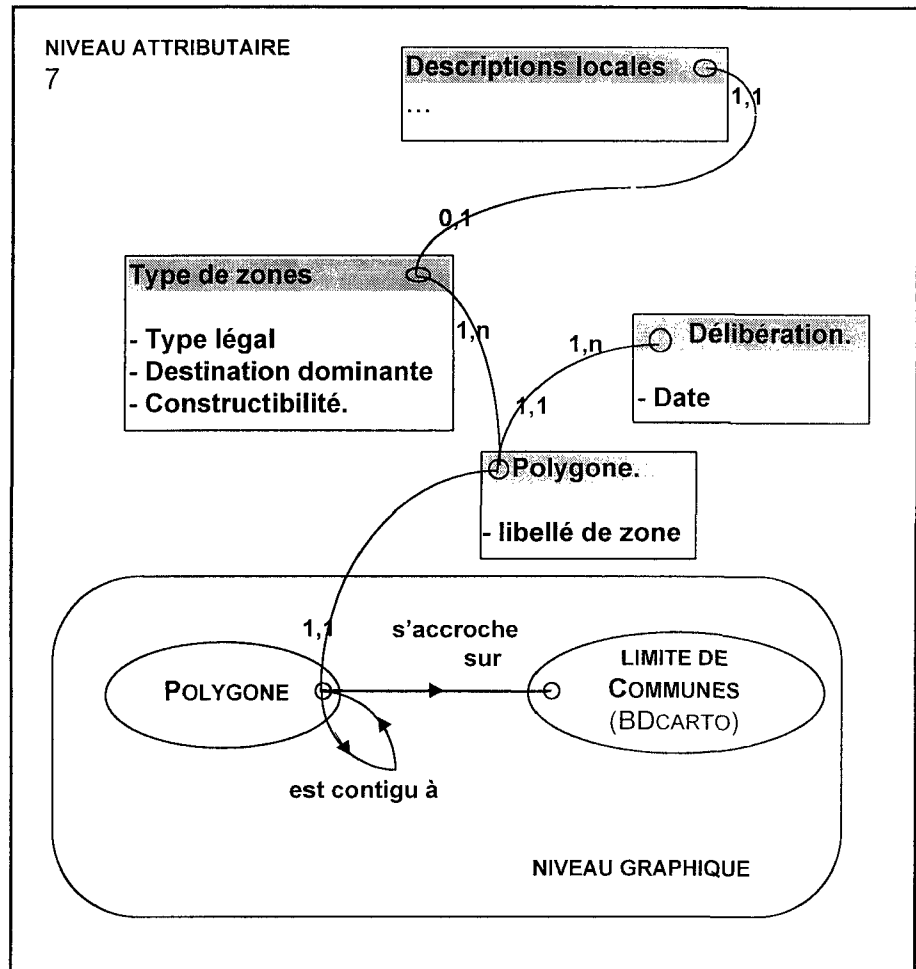 NIVEAU ATTRIBUTAIRE
7
Descriptions locales
...
1,1
0,1
Type de zones
- Type légal
- Destination dominante
- Constructibilité.
1,n
1,n
Délibération.
- Date
1,1
Polygone.
- libellé de zone
1,1
s'accroche
sur
POLYGONE
LIMITE DE
COMMUNES
(BDCARTO)
est contigu à
NIVEAU GRAPHIQUE